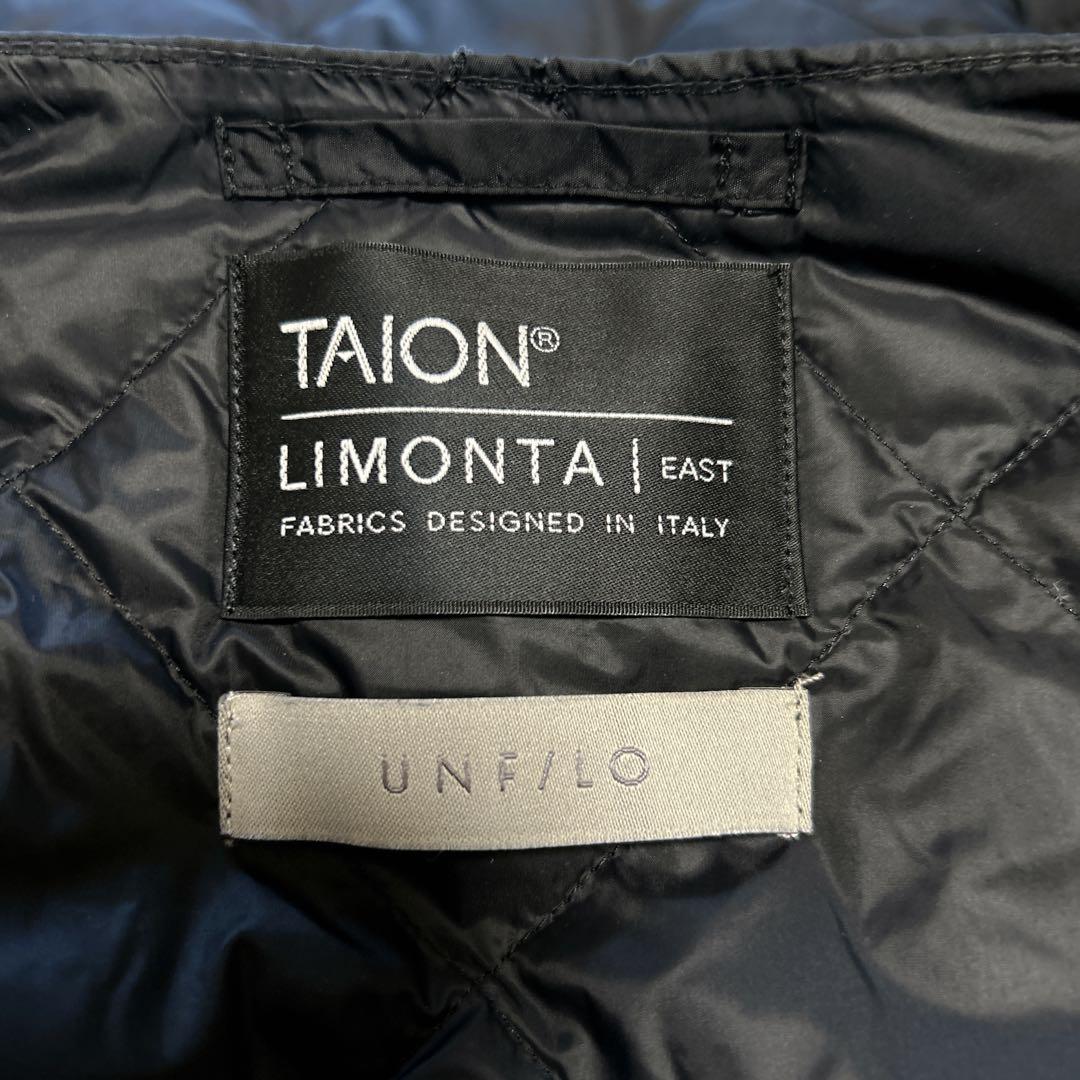 TAION®
LIMONTA | EAST
FABRICS DESIGNED IN ITALY
UNF/LO